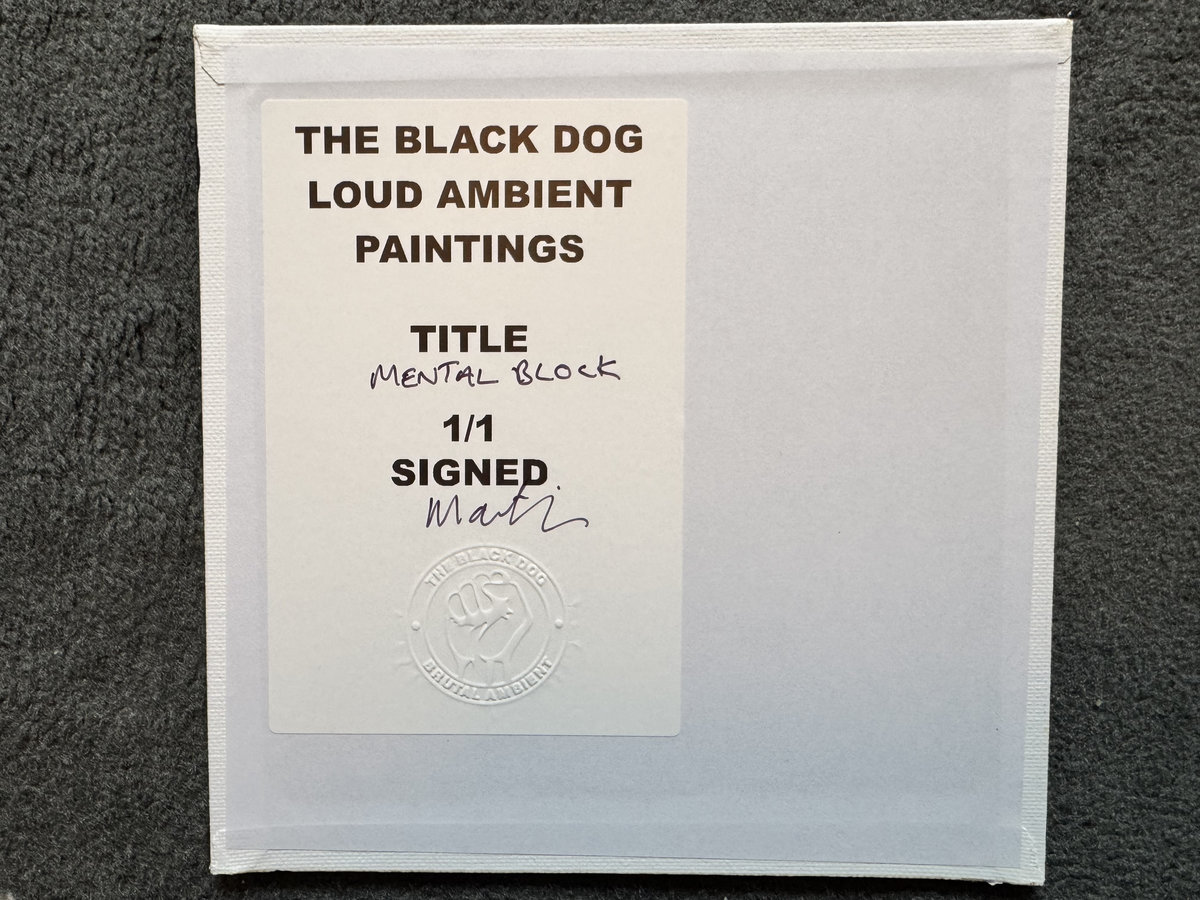 THE BLACK DOG
LOUD AMBIENT
PAINTINGS
TITLE
MENTAL BLOCK
1/1
SIGNED
THE BLACK DOG
BRUTAL AMBIENT